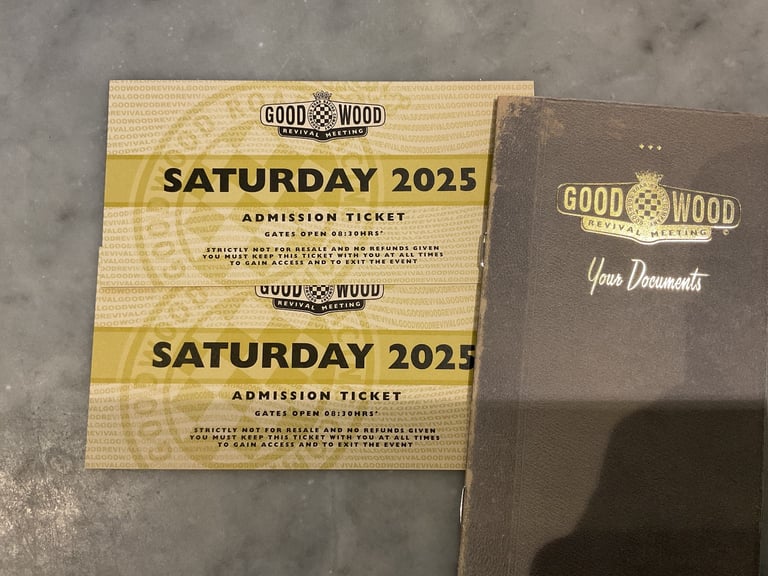 GOOD WOOD
REVIVAL MEETING
SATURDAY 2025
ADMISSION TICKET
GATES OPEN 08:30HRS*
STRICTLY NOT FOR RESALE AND NO REFUNDS GIVEN
YOU MUST KEEP THIS TICKET WITH YOU AT ALL TIMES
TO GAIN ACCESS AND TO EXIT THE EVENT
GOOD WOOD
REVIVAL MEETING
SATURDAY 2025
ADMISSION TICKET
GATES OPEN 08:30HRS*
STRICTLY NOT FOR RESALE AND NO REFUNDS GIVEN
YOU MUST KEEP THIS TICKET WITH YOU AT ALL TIMES
TO GAIN ACCESS AND TO EXIT THE EVENT
GOOD WOOD
REVIVAL MEETING
Your Documents